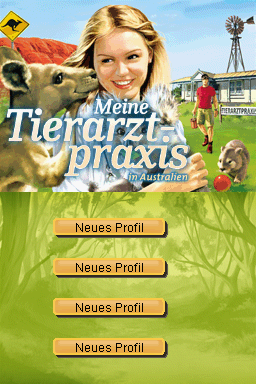 Meine
Tierarzt-
praxis
in Australien
TIERARZTPRAXIS
Neues Profil
Neues Profil
Neues Profil
Neues Profil